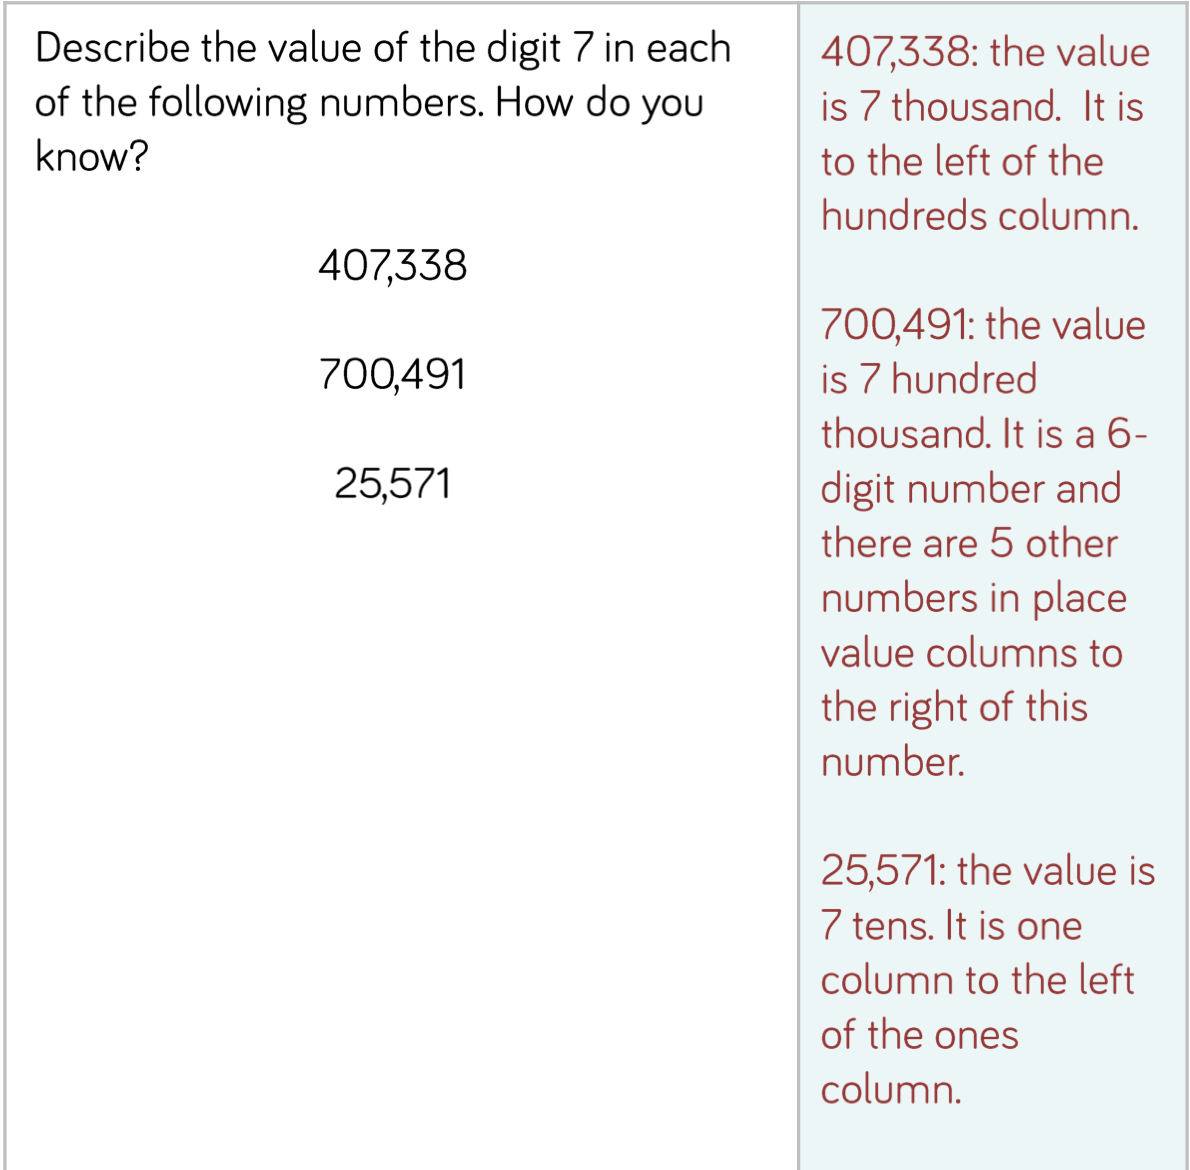 Describe the value of the digit 7 in each
of the following numbers. How do you
know?
407,338
700,491
25,571
407,338: the value
is 7 thousand.  It is
to the left of the
hundreds column.
700,491: the value
is 7 hundred
thousand. It is a 6-
digit number and
there are 5 other
numbers in place
value columns to
the right of this
number.
25,571: the value is
7 tens. It is one
column to the left
of the ones
column.